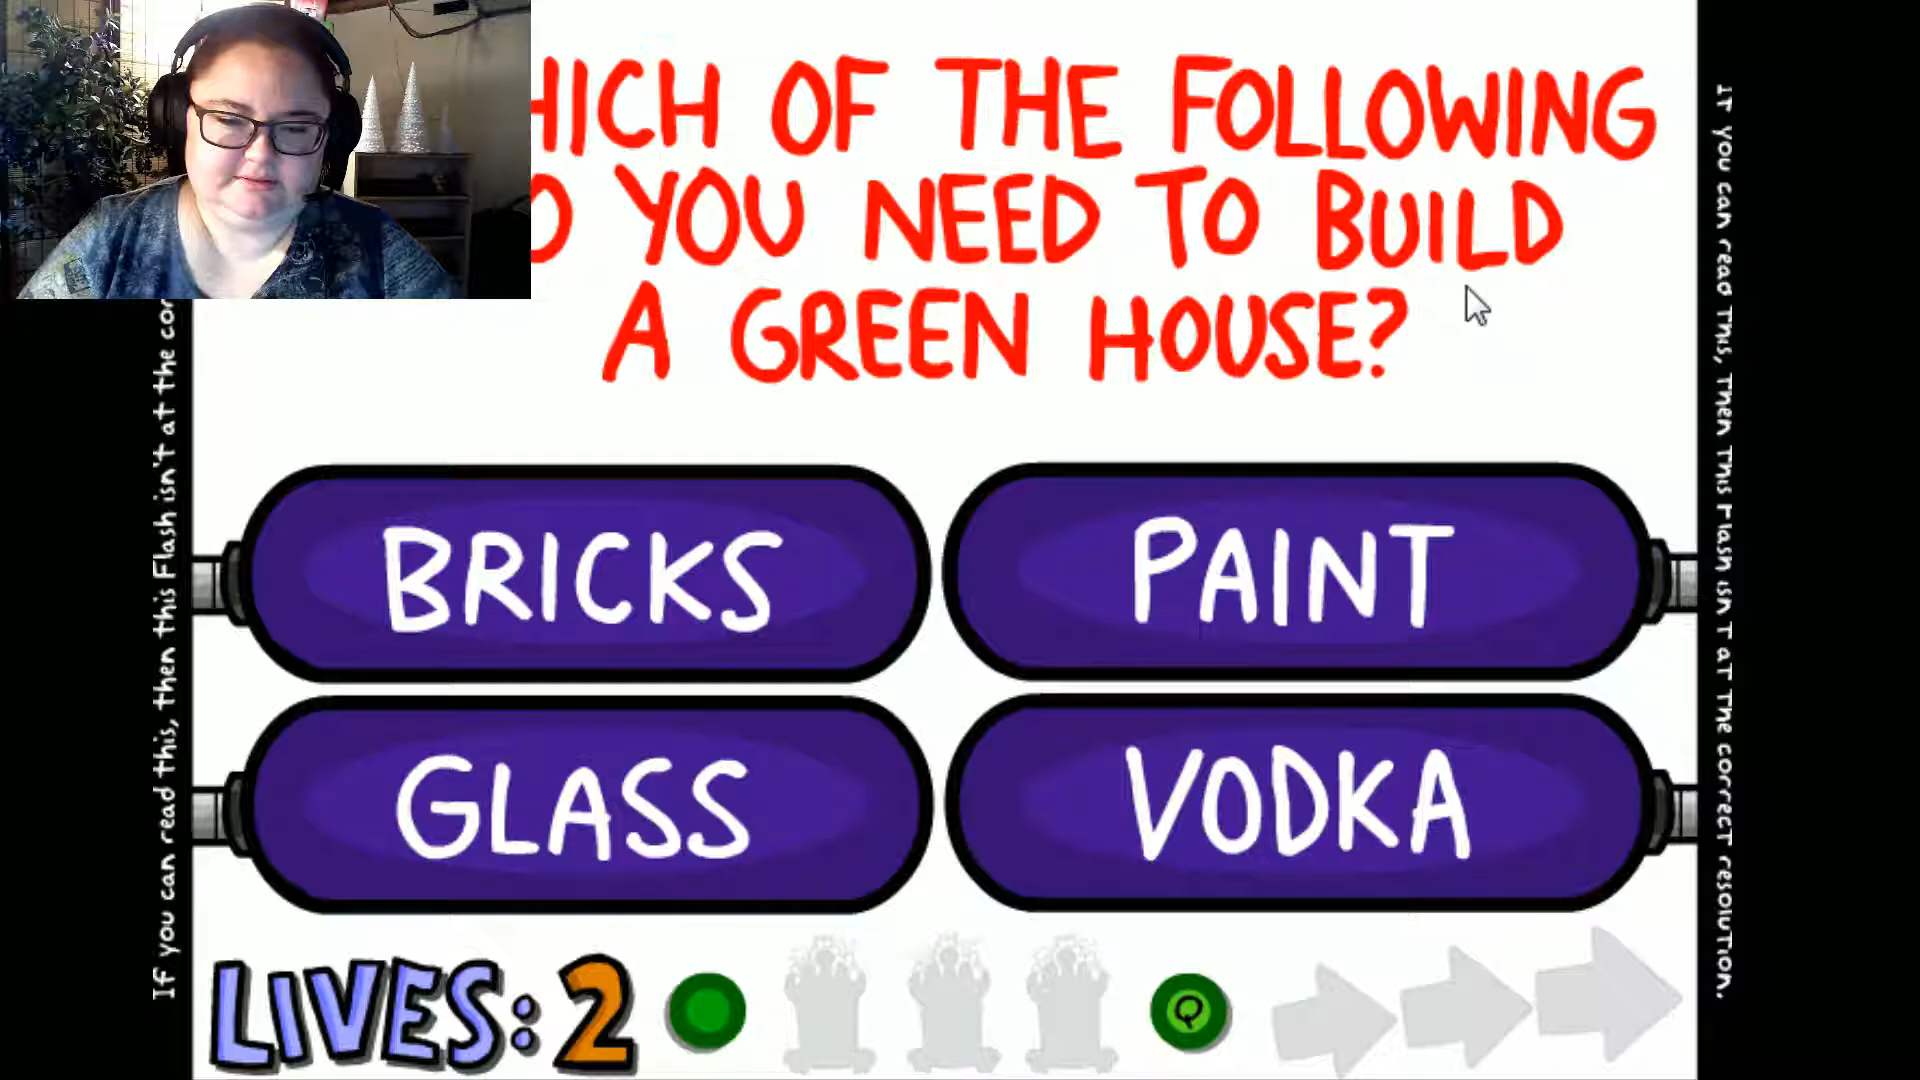 HICH OF THE FOLLOWING
O YOU NEED TO BUILD
A GREEN HOUSE?
BRICKS
PAINT
GLASS
VODKA
LIVES: 2
Q
If you can read this, then this Flash isn't at the cor
If you can read this, then this Flash isn't at the correct resolution.